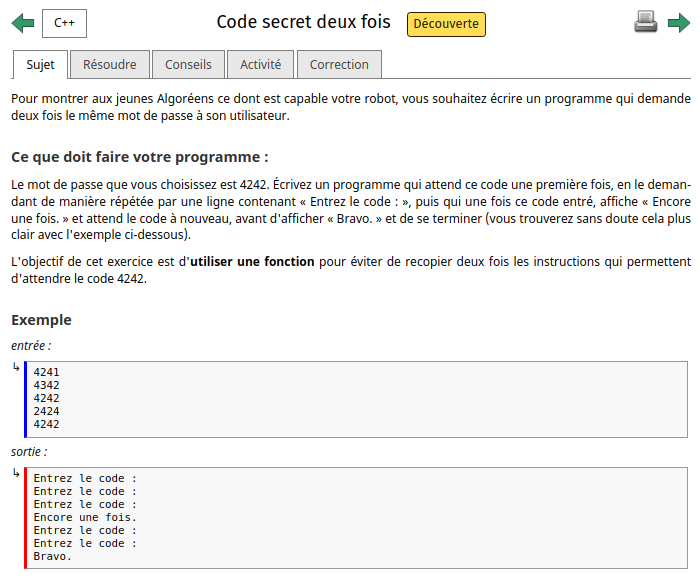 C++
Code secret deux fois
Découverte
Sujet
Résoudre
Conseils
Activité
Correction
Pour montrer aux jeunes Algoréens ce dont est capable votre robot, vous souhaitez écrire un programme qui demande
deux fois le même mot de passe à son utilisateur.
Ce que doit faire votre programme :
Le mot de passe que vous choisissez est 4242. Écrivez un programme qui attend ce code une première fois, en le deman-
dant de manière répétée par une ligne contenant « Entrez le code : », puis qui une fois ce code entré, affiche « Encore
une fois. » et attend le code à nouveau, avant d'afficher « Bravo. » et de se terminer (vous trouverez sans doute cela plus
clair avec l'exemple ci-dessous).
L'objectif de cet exercice est d'utiliser une fonction pour éviter de recopier deux fois les instructions qui permettent
d'attendre le code 4242.
Exemple
entrée :
4241
4342
4242
2424
4242
sortie :
Entrez le code :
Entrez le code :
Entrez le code :
Encore une fois.
Entrez le code :
Entrez le code :
Bravo.